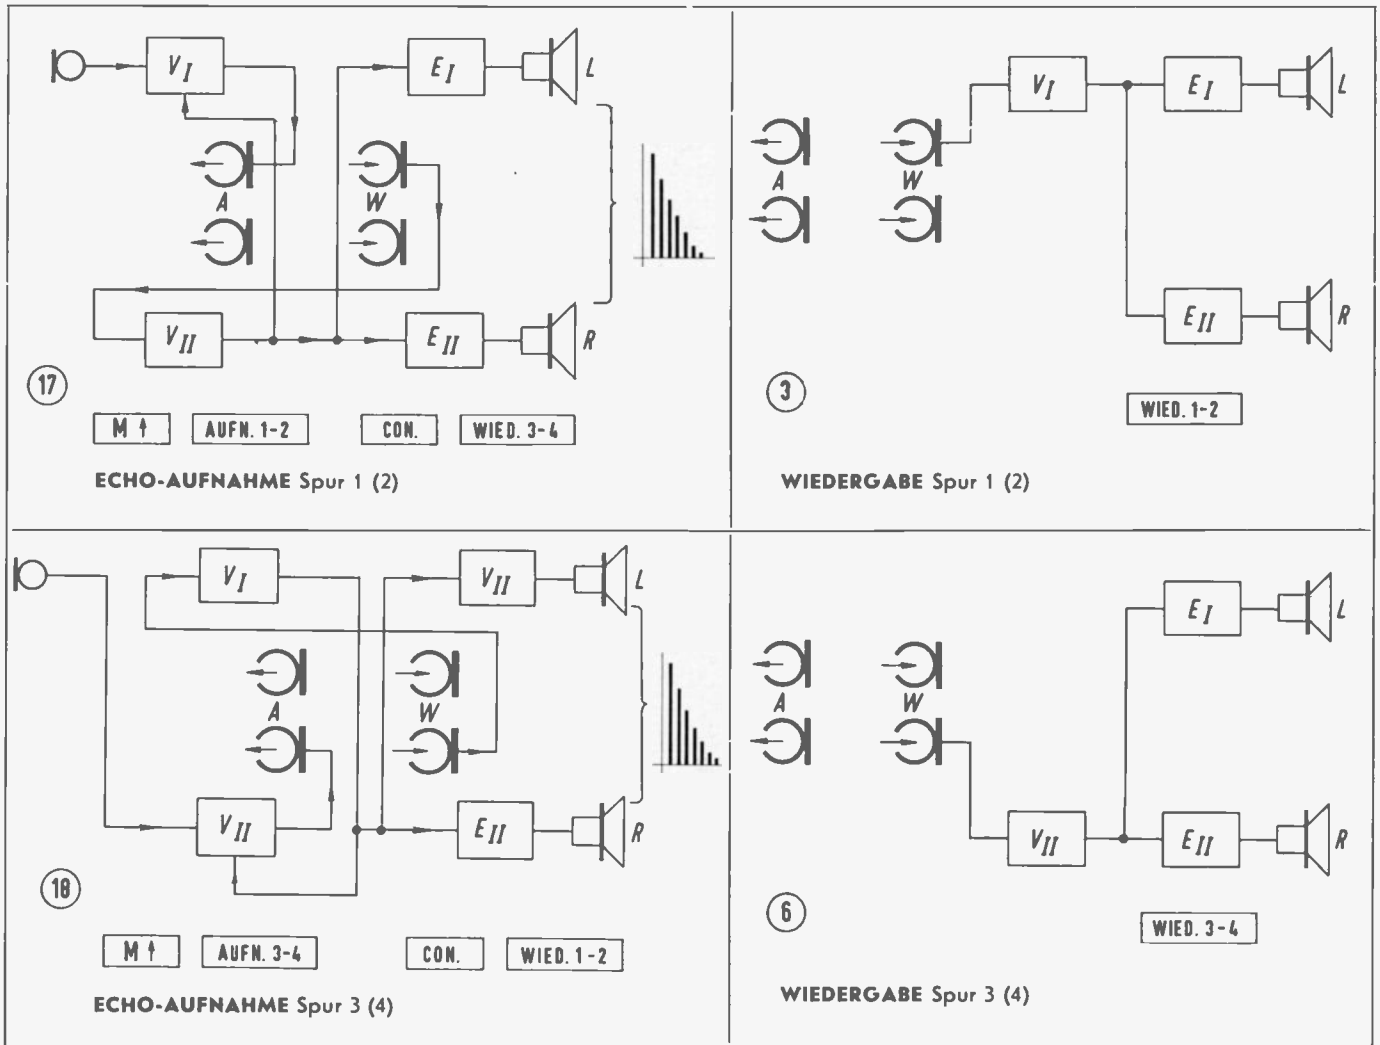 V I
E I
L
A
W
V II
E II
R
17
M ↑
AUFN. 1-2
CON.
WIED. 3-4
ECHO-AUFNAHME Spur 1 (2)
V I
E I
L
A
W
E II
R
3
WIED. 1-2
WIEDERGABE Spur 1 (2)
V I
V II
L
A
W
V II
E II
R
18
M ↑
AUFN. 3-4
CON.
WIED. 1-2
ECHO-AUFNAHME Spur 3 (4)
E I
L
A
W
V II
E II
R
6
WIED. 3-4
WIEDERGABE Spur 3 (4)